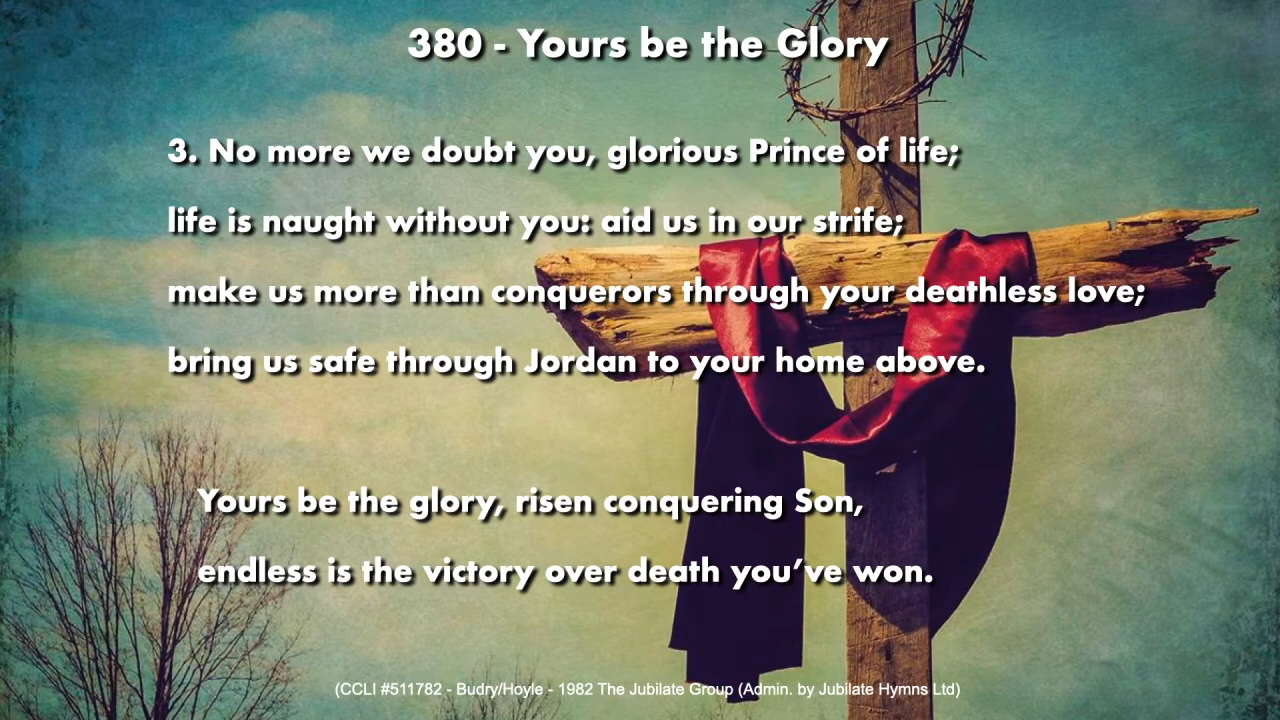 380 - Yours be the Glory
3. No more we doubt you, glorious Prince of life;
life is naught without you: aid us in our strife;
make us more than conquerors through your deathless love;
bring us safe through Jordan to your home above.
Yours be the glory, risen conquering Son,
endless is the victory over death you’ve won.
(CCLI #511782 - Budry/Hoyle - 1982 The Jubilate Group (Admin. by Jubilate Hymns Ltd)